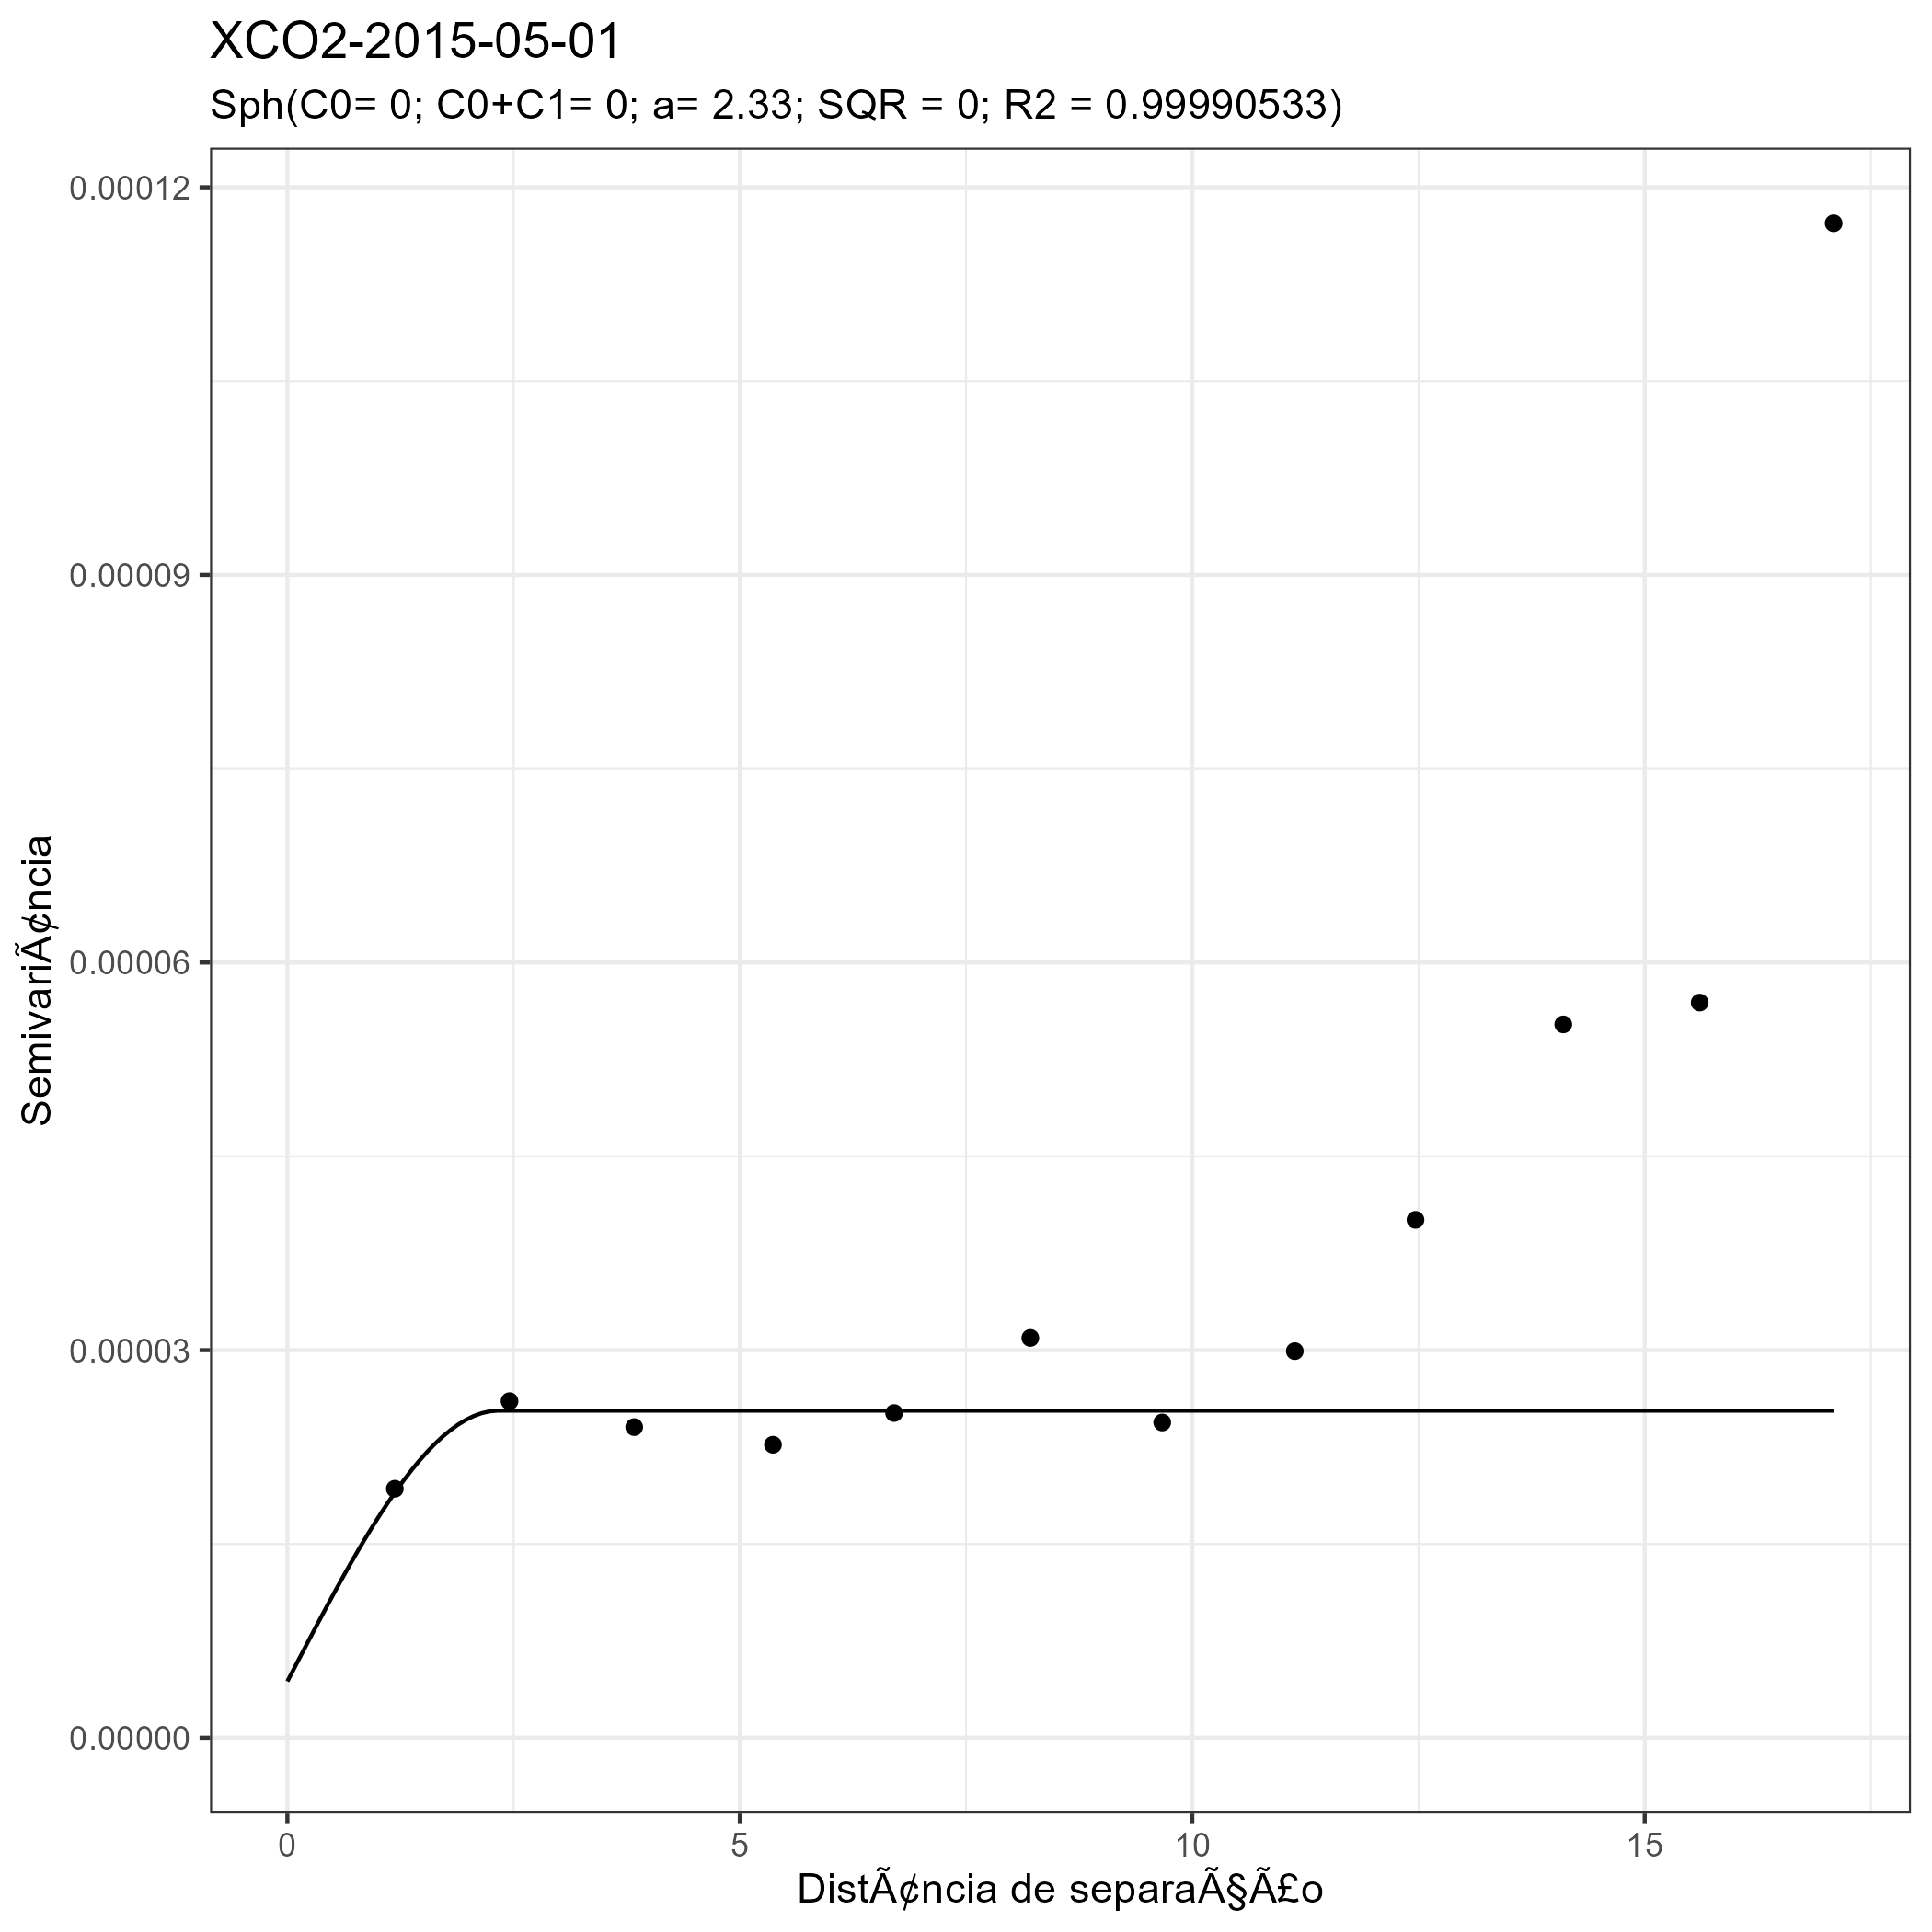 XCO2-2015-05-01
Sph(C0= 0; C0+C1= 0; a= 2.33; SQR = 0; R2 = 0.99990533)
SemivariÃ¢ncia
0.00012
0.00009
0.00006
0.00003
0.00000
0 5 10 15
DistÃ¢ncia de separaÃ§Ã£o